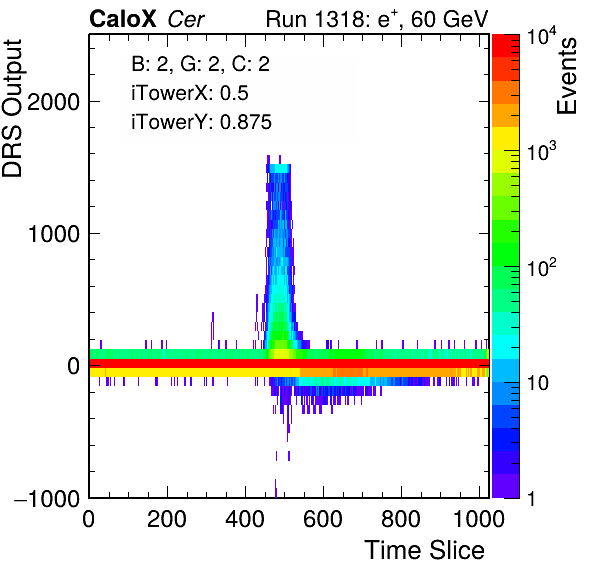 CaloX Cer
Run 1318: e⁺, 60 GeV
B: 2, G: 2, C: 2
iTowerX: 0.5
iTowerY: 0.875
DRS Output
2000
1000
0
−1000
0 200 400 600 800 1000
Time Slice
Events
10⁴
10³
10²
10
1